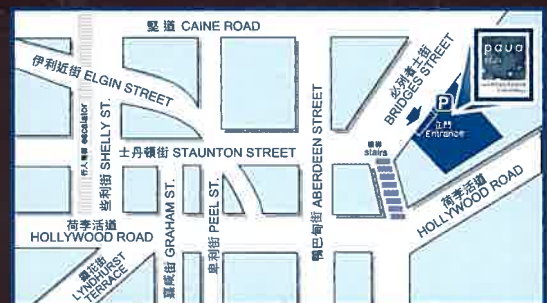 堅道 CAINE ROAD
伊利近街 ELGIN STREET
必列者士街
BRIDGES STREET
paua
P
正門
Entrance
行人電梯 escalator
些利街 SHELLY ST.
士丹頓街 STAUNTON STREET
鴨巴甸街 ABERDEEN STREET
樓梯
stairs
荷李活道
HOLLYWOOD ROAD
嘉咸街 GRAHAM ST.
卑利街 PEEL ST.
荷李活道
HOLLYWOOD ROAD
LYNDHURST
TERRACE